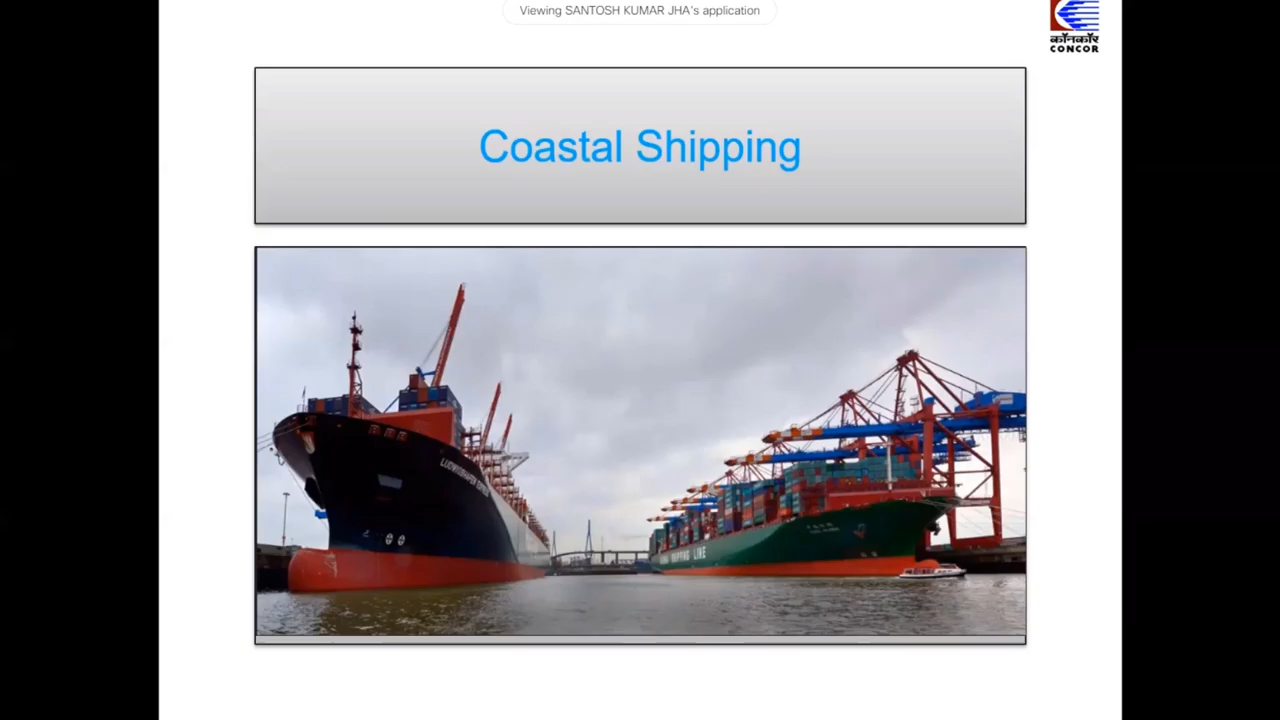 Viewing SANTOSH KUMAR JHA's application
कॉनकॉर
CONCOR
Coastal Shipping
SHIPPING LINE